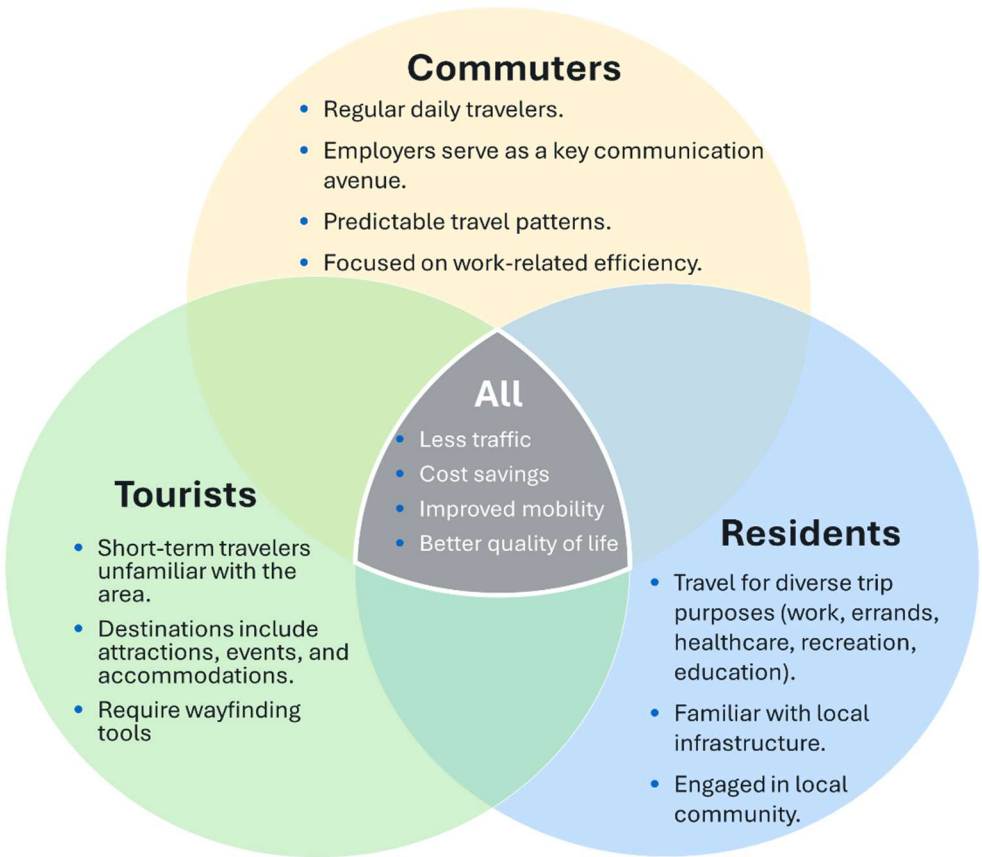 Commuters
• Regular daily travelers.
• Employers serve as a key communication
avenue.
• Predictable travel patterns.
• Focused on work-related efficiency.
All
• Less traffic
• Cost savings
• Improved mobility
• Better quality of life
Tourists
• Short-term travelers
unfamiliar with the
area.
• Destinations include
attractions, events, and
accommodations.
• Require wayfinding
tools
Residents
• Travel for diverse trip
purposes (work, errands,
healthcare, recreation,
education).
• Familiar with local
infrastructure.
• Engaged in local
community.